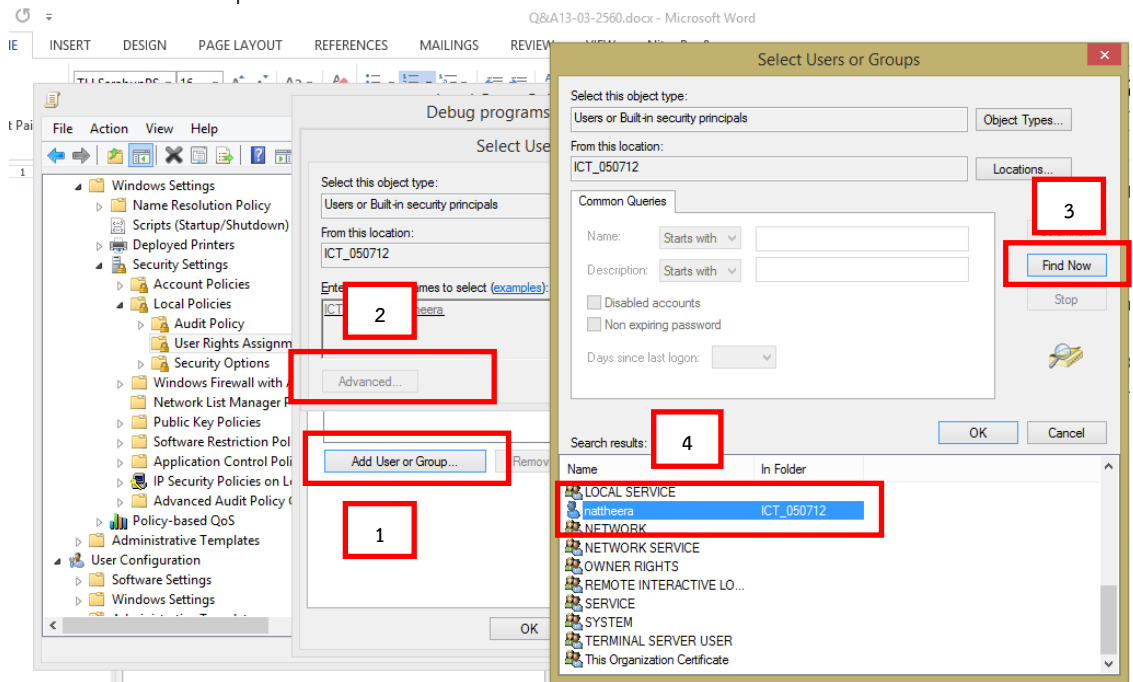 Q&A13-03-2560.docx - Microsoft Word
INSERT DESIGN PAGE LAYOUT REFERENCES MAILINGS REVIEW
16
Debug programs
File Action View Help
1
Windows Settings
Name Resolution Policy
Scripts (Startup/Shutdown)
Deployed Printers
Security Settings
Account Policies
Local Policies
Audit Policy
User Rights Assignm
Security Options
Windows Firewall with
Network List Manager
Public Key Policies
Software Restriction Pol
Application Control Poli
IP Security Policies on
Advanced Audit Policy
Policy-based QoS
Administrative Templates
User Configuration
Software Settings
Windows Settings
Select Use
Select this object type:
Users or Built-in security principals
From this location:
ICT_050712
mes to select (examples):
2
Advanced...
Add User or Group...
Remov
1
OK
Select Users or Groups
Select this object type:
Users or Built-in security principals
Object Types...
From this location:
ICT_050712
Locations...
Common Queries
3
Name: Starts with
Description: Starts with
Find Now
Disabled accounts
Stop
Non expiring password
Days since last logon:
4
OK Cancel
Search results:
Name In Folder
LOCAL SERVICE
nattheera ICT_050712
NETWORK
NETWORK SERVICE
OWNER RIGHTS
REMOTE INTERACTIVE LO...
SERVICE
SYSTEM
TERMINAL SERVER USER
This Organization Certificate